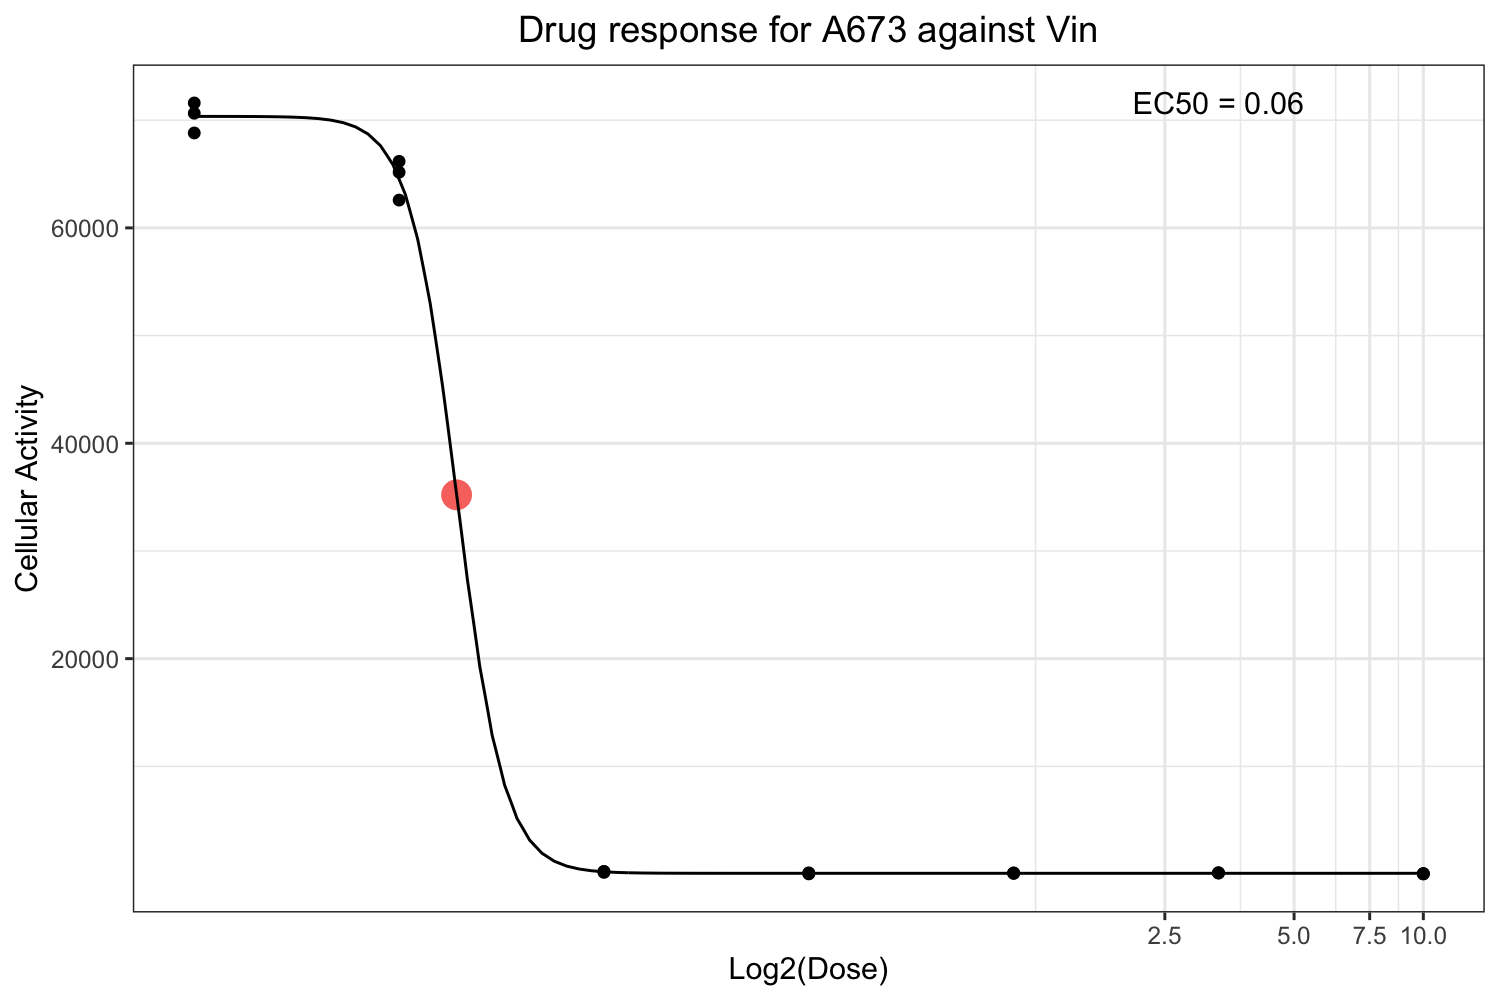 Drug response for A673 against Vin
EC50 = 0.06
60000
40000
20000
Cellular Activity
2.5 5.0 7.5 10.0
Log2(Dose)